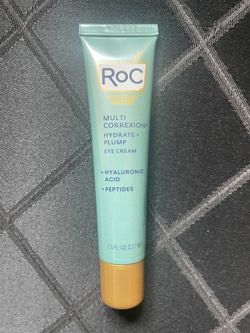 RoC
MULTI
CORREXION
HYDRATE +
PLUMP
EYE CREAM
• HYALURONIC
ACID
• PEPTIDES